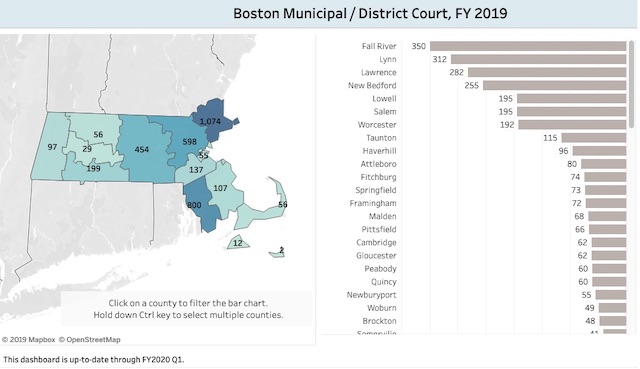 Boston Municipal / District Court, FY 2019
1,074
56
97
29
454
598
55
199
137
107
800
56
12
2
Click on a county to filter the bar chart.
Hold down Ctrl key to select multiple counties.
© 2019 Mapbox © OpenStreetMap
Fall River 350
Lynn 312
Lawrence 282
New Bedford 255
Lowell 195
Salem 195
Worcester 192
Taunton 115
Haverhill 96
Attleboro 80
Fitchburg 74
Springfield 73
Framingham 72
Malden 68
Pittsfield 66
Cambridge 62
Gloucester 62
Peabody 60
Quincy 60
Newburyport 55
Woburn 49
Brockton 48
Somerville 41
This dashboard is up-to-date through FY2020 Q1.